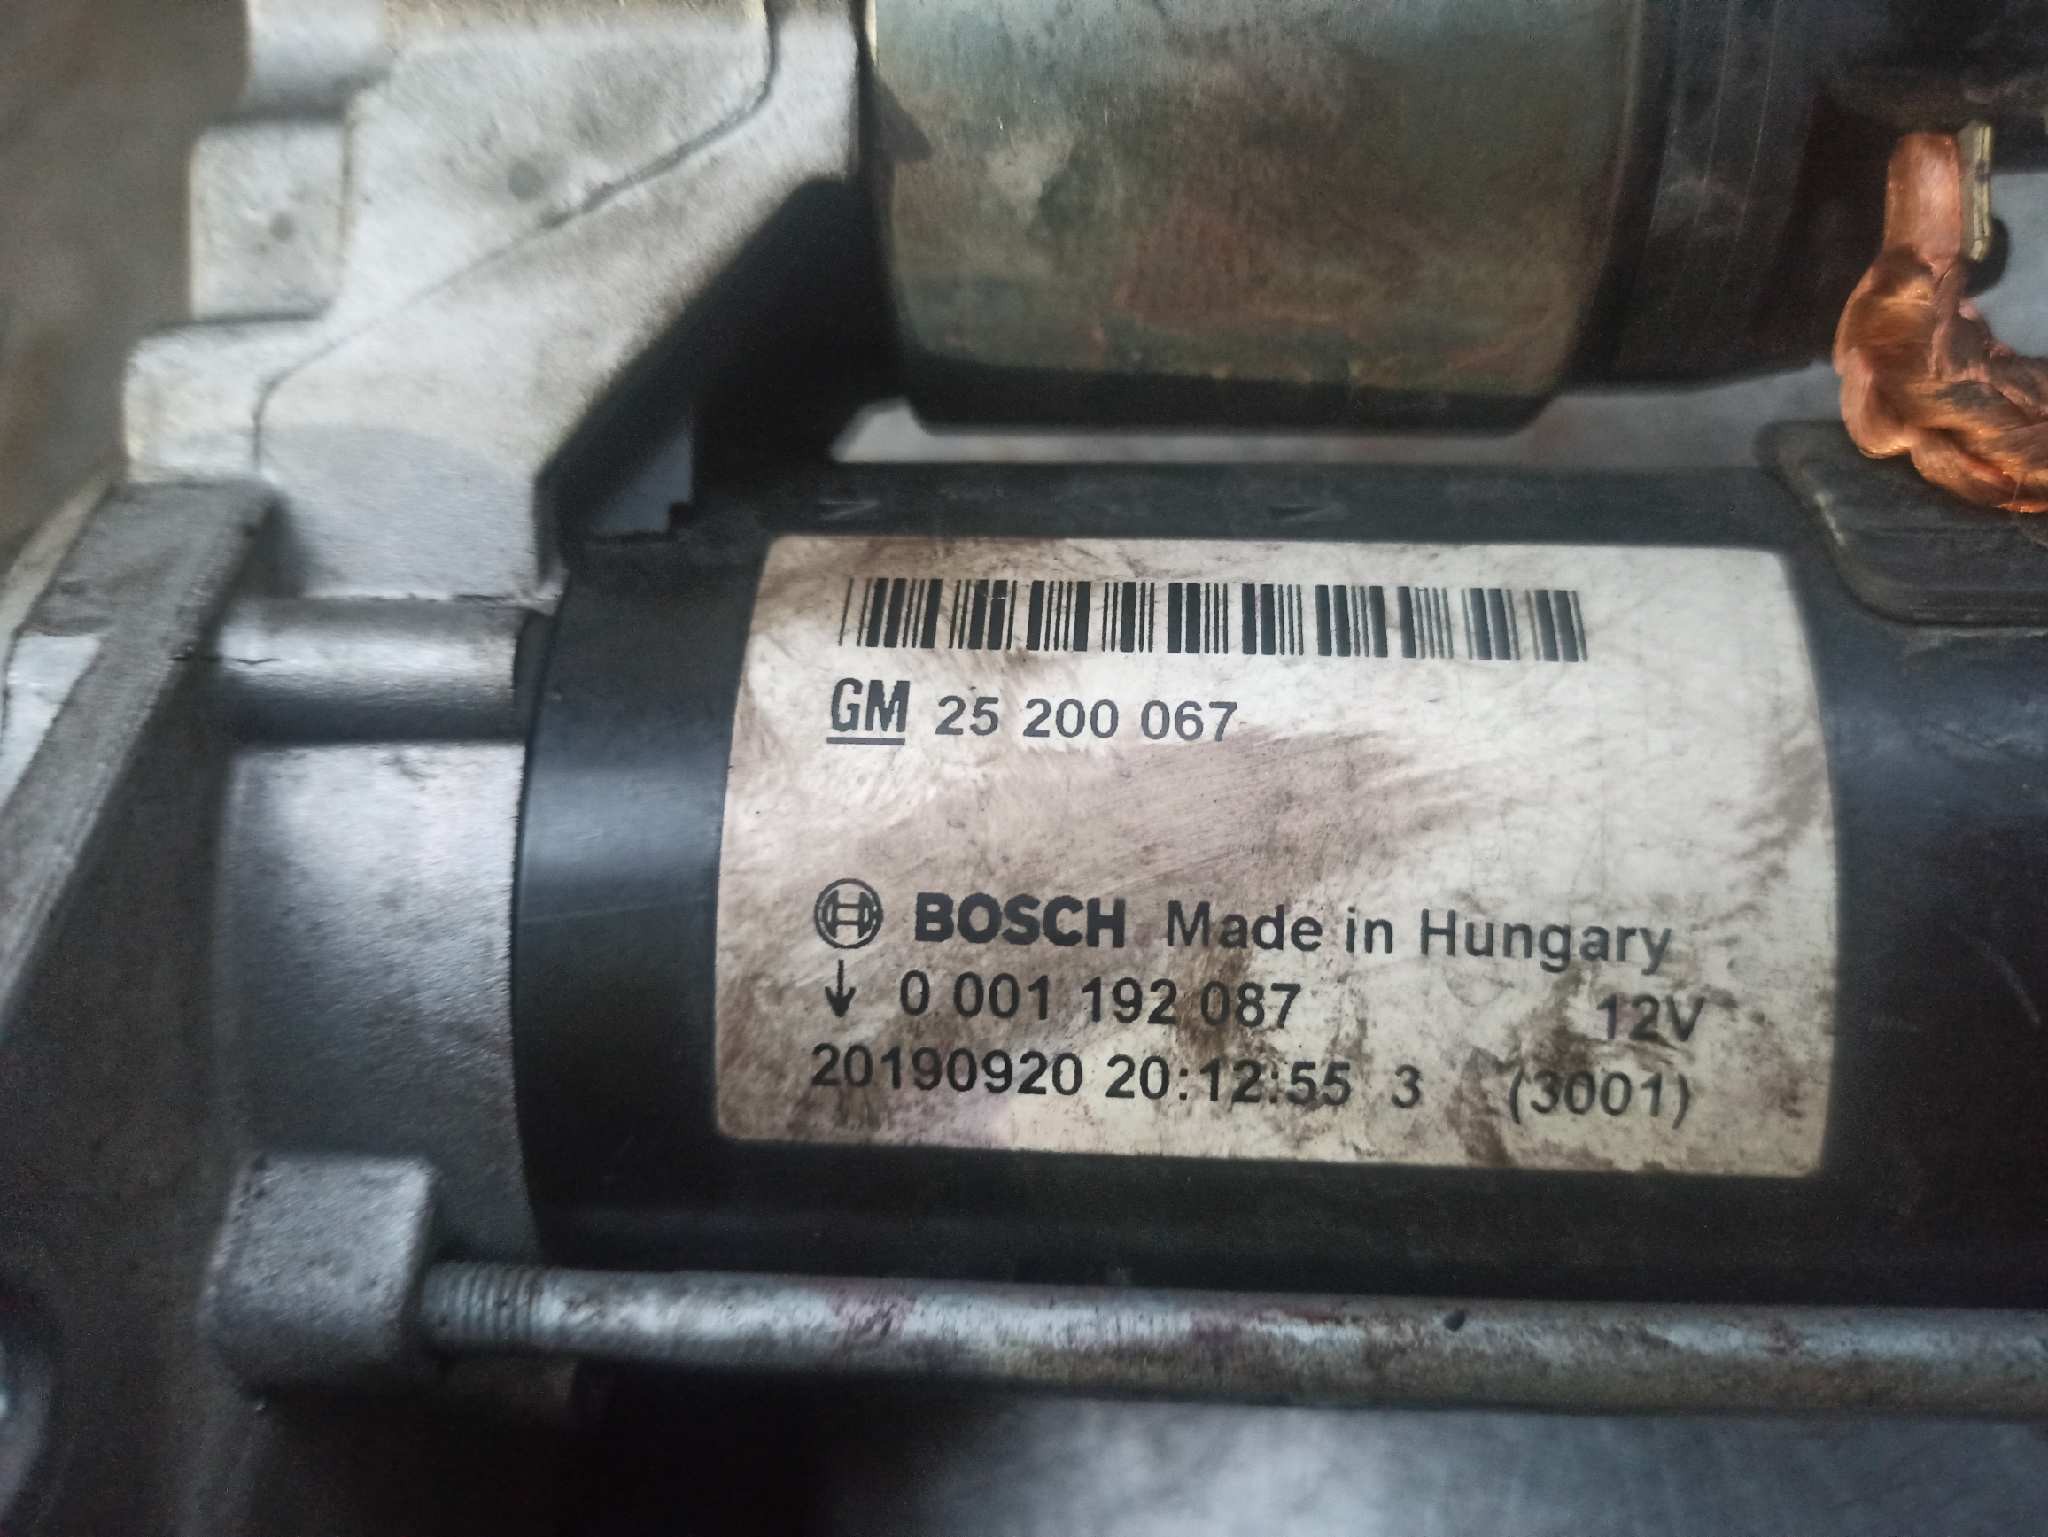 GM 25 200 067
BOSCH Made in Hungary
↓ 0 001 192 087 12V
20190920 20:12:55 3 (3001)